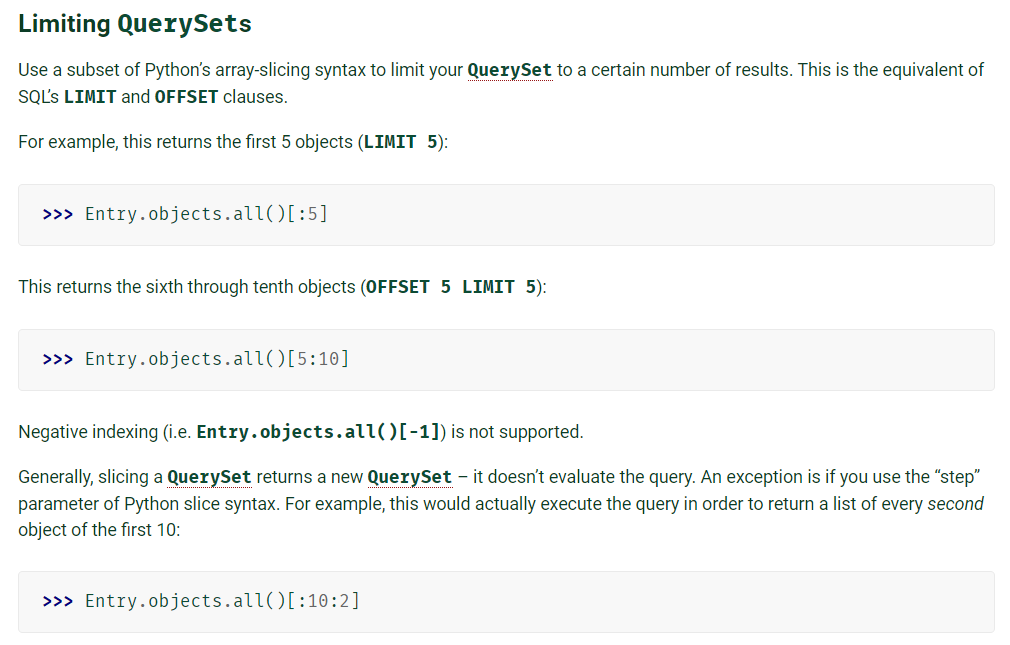 Limiting QuerySets
Use a subset of Python’s array-slicing syntax to limit your QuerySet to a certain number of results. This is the equivalent of
SQL’s LIMIT and OFFSET clauses.
For example, this returns the first 5 objects (LIMIT 5):
>>> Entry.objects.all()[:5]
This returns the sixth through tenth objects (OFFSET 5 LIMIT 5):
>>> Entry.objects.all()[5:10]
Negative indexing (i.e. Entry.objects.all()[-1]) is not supported.
Generally, slicing a QuerySet returns a new QuerySet – it doesn’t evaluate the query. An exception is if you use the “step”
parameter of Python slice syntax. For example, this would actually execute the query in order to return a list of every second
object of the first 10:
>>> Entry.objects.all()[:10:2]